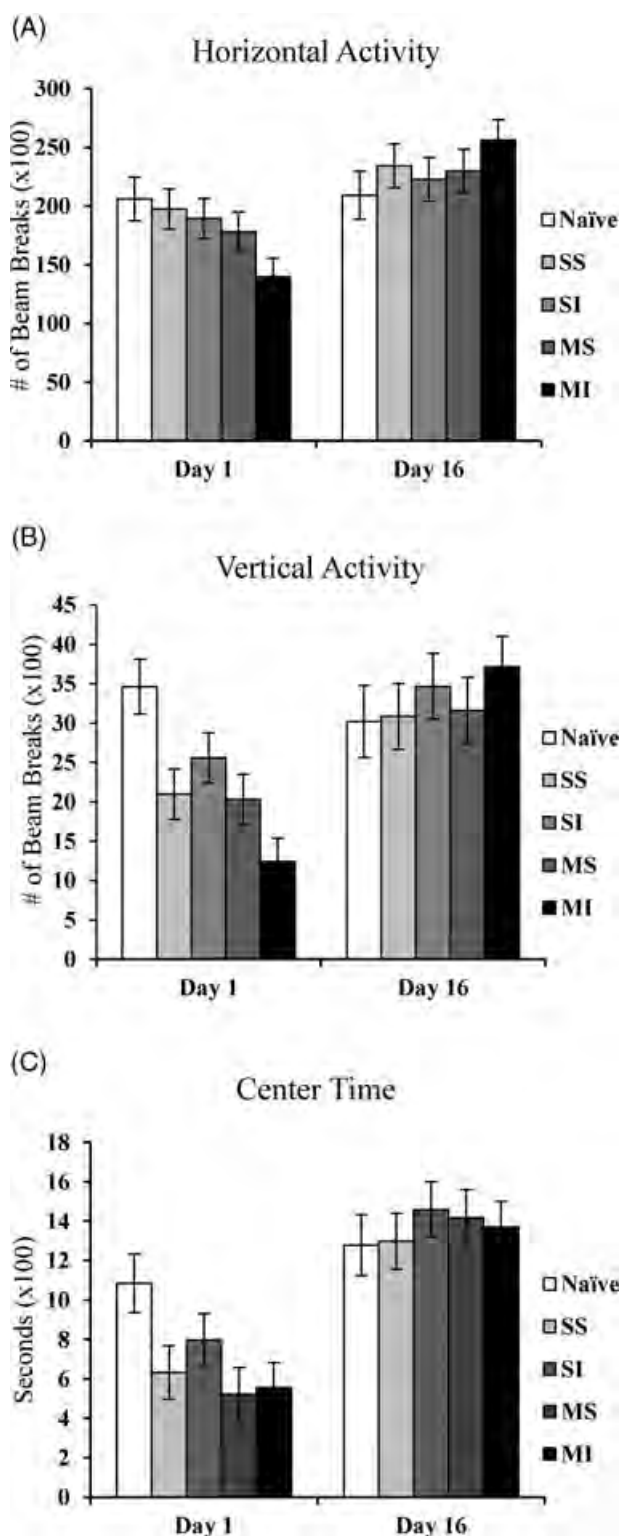 (A)
Horizontal Activity
# of Beam Breaks (x100)
300
250
200
150
100
50
0
Day 1
Day 16
Naïve
SS
SI
MS
MI
(B)
Vertical Activity
# of Beam Breaks (x100)
45
40
35
30
25
20
15
10
5
0
Day 1
Day 16
Naïve
SS
SI
MS
MI
(C)
Center Time
Seconds (x100)
18
16
14
12
10
8
6
4
2
0
Day 1
Day 16
Naïve
SS
SI
MS
MI